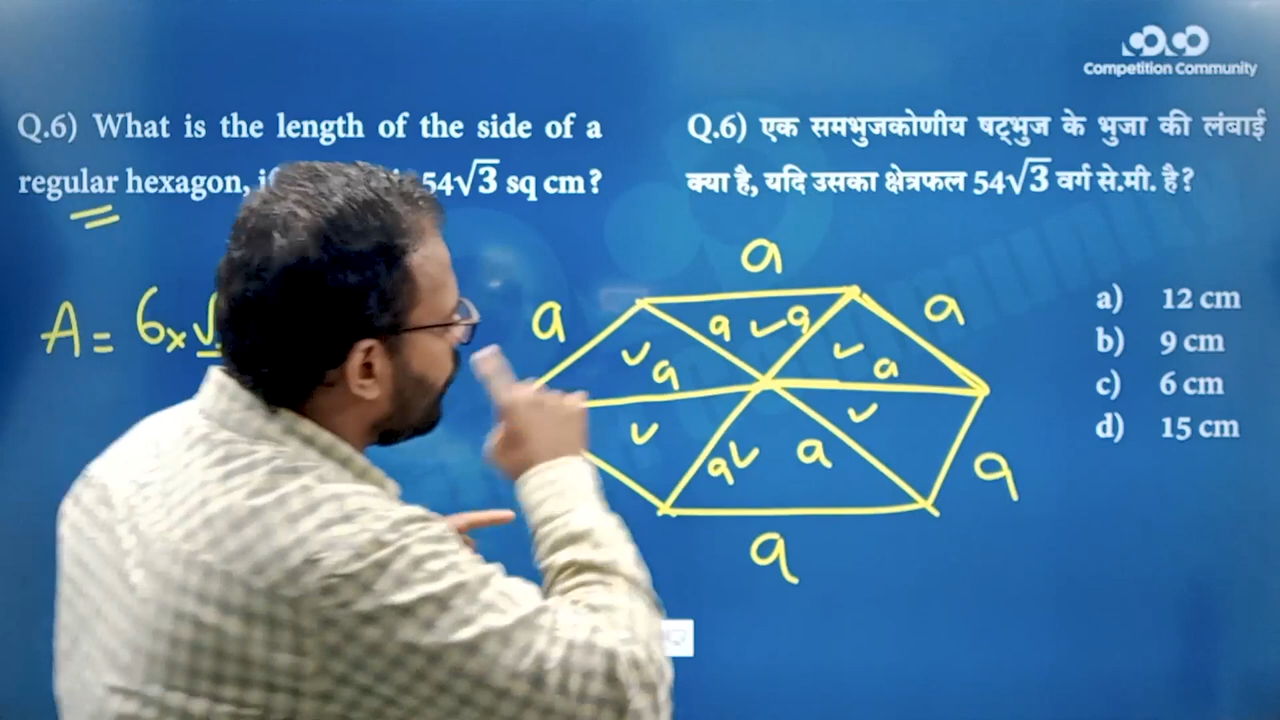 Competition Community
Q.6) What is the length of the side of a
regular hexagon, 54√3 sq cm?
Q.6) एक समभुजकोणीय षट्भुज के भुजा की लंबाई
क्या है, यदि उसका क्षेत्रफल 54√3 वर्ग से.मी. है?
A = 6 × √
a
a
a
a a
a
a
a a
a
a
a) 12 cm
b) 9 cm
c) 6 cm
d) 15 cm